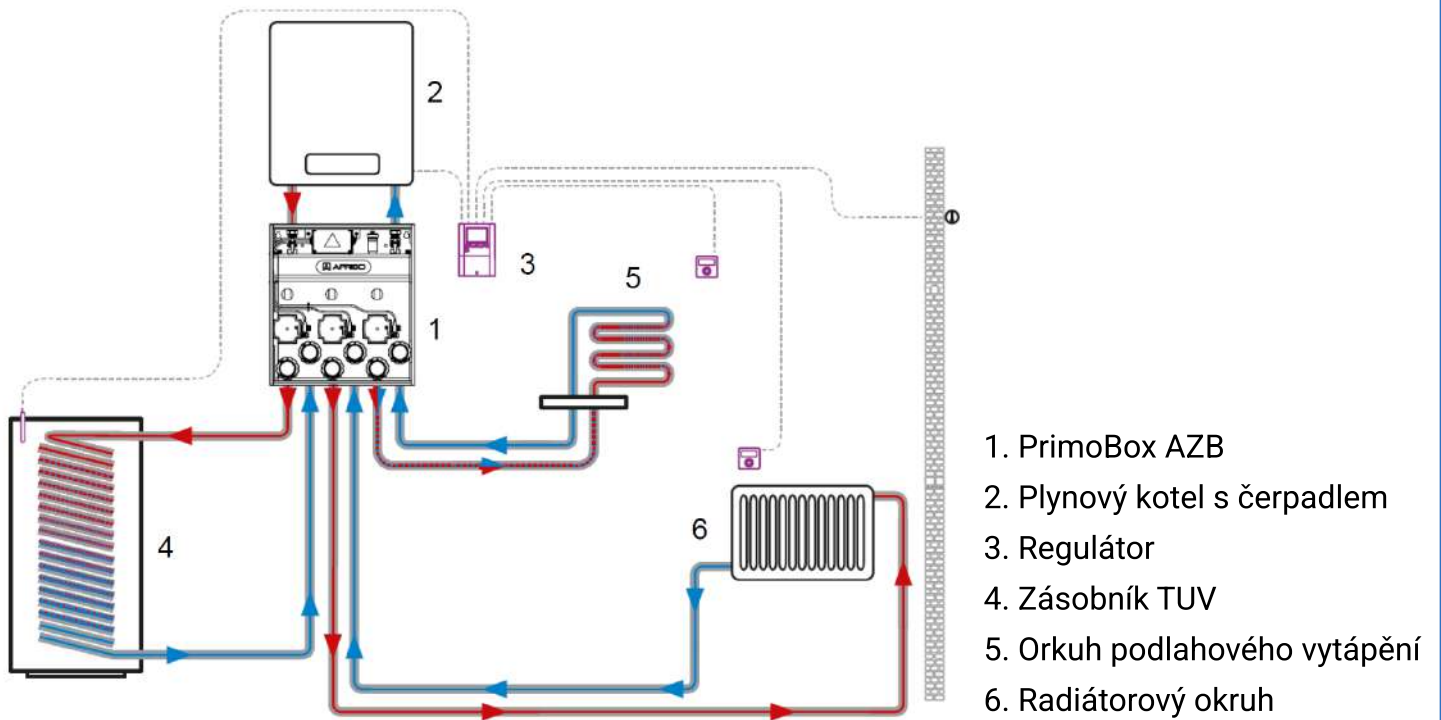 2
3
5
AFRISO
1
4
6
1. PrimoBox AZB
2. Plynový kotel s čerpadlem
3. Regulátor
4. Zásobník TUV
5. Orkuh podlahového vytápění
6. Radiátorový okruh